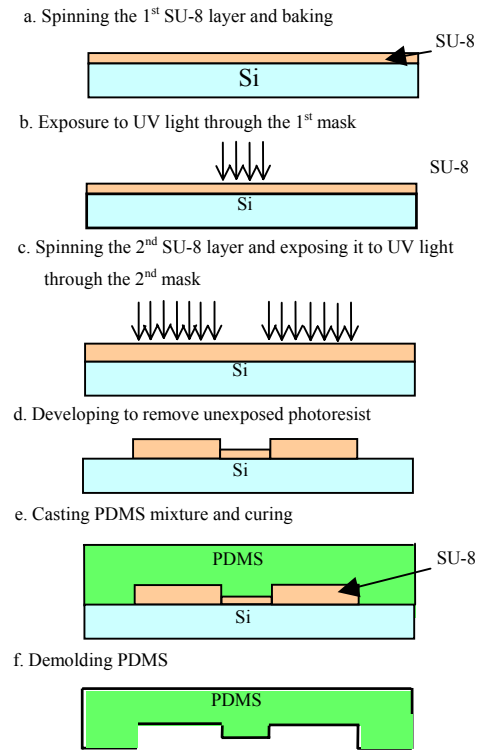 a. Spinning the 1st SU-8 layer and baking
SU-8
Si
b. Exposure to UV light through the 1st mask
SU-8
Si
c. Spinning the 2nd SU-8 layer and exposing it to UV light
through the 2nd mask
Si
d. Developing to remove unexposed photoresist
Si
e. Casting PDMS mixture and curing
PDMS
SU-8
Si
f. Demolding PDMS
PDMS